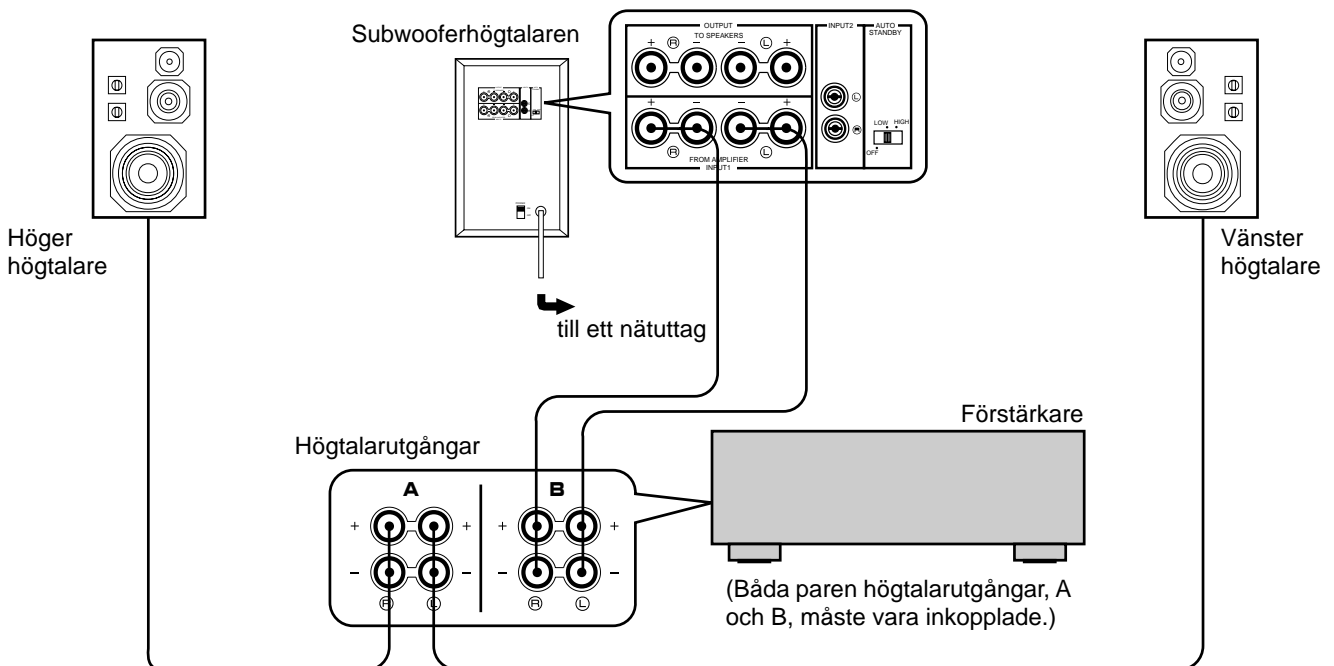 Subwooferhögtalaren
OUTPUT
TO SPEAKERS
INPUT2
AUTO
STANDBY
+ R − − L +
+ − − +
L
R
LOW HIGH
OFF
R L
FROM AMPLIFIER
INPUT1
Höger
högtalare
Vänster
högtalare
till ett nätuttag
Förstärkare
Högtalarutgångar
A B
+ + + +
− − − −
R L R L
(Båda paren högtalarutgångar, A
och B, måste vara inkopplade.)